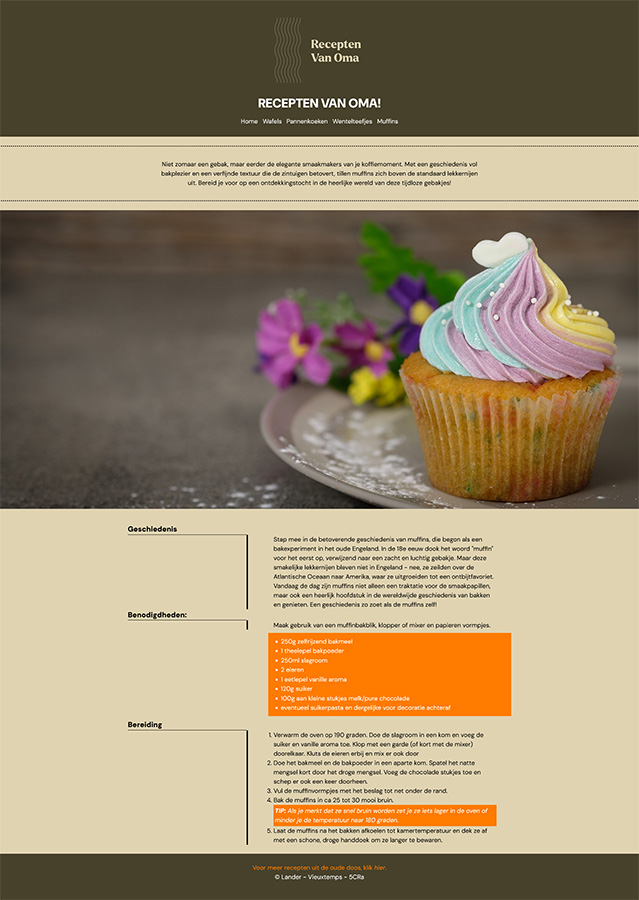 Recepten
Van Oma
RECEPTEN VAN OMA!
Home Wafels Pannenkoeken Wentelteefjes Muffins
Niet zomaar een gebak, maar eerder de elegante smaakmakers van je koffiemoment. Met een geschiedenis vol
bakplezier en een verfijnde textuur die de zintuigen betovert, tillen muffins zich boven de standaard lekkernijen
uit. Bereid je voor op een ontdekkingstocht in de heerlijke wereld van deze tijdloze gebakjes!
Geschiedenis
Stap mee in de betoverende geschiedenis van muffins, die begon als een
bakexperiment in het oude Engeland. In de 18e eeuw dook het woord "muffin"
voor het eerst op, verwijzend naar een zacht en luchtig gebakje. Maar deze
smakelijke lekkernijen bleven niet in Engeland - nee, ze zeilden over de
Atlantische Oceaan naar Amerika, waar ze uitgroeiden tot een ontbijtfavoriet.
Vandaag de dag zijn muffins niet alleen een traktatie voor de smaakpapillen,
maar ook een heerlijk hoofdstuk in de wereldwijde geschiedenis van bakken
en genieten. Een geschiedenis zo zoet als de muffins zelf!
Benodigdheden:
Maak gebruik van een muffinbakblik, klopper of mixer en papieren vormpjes.
• 250g zelfrijzend bakmeel
• 1 theelepel bakpoeder
• 250ml slagroom
• 2 eieren
• 1 eetlepel vanille aroma
• 120g suiker
• 100g aan kleine stukjes melk/pure chocolade
• eventueel suikerpasta en dergelijke voor decoratie achteraf
Bereiding
1. Verwarm de oven op 190 graden. Doe de slagroom in een kom en voeg de
suiker en vanille aroma toe. Klop met een garde (of kort met de mixer)
doorelkaar. Kluts de eieren erbij en mix er ook door
2. Doe het bakmeel en de bakpoeder in een aparte kom. Spatel het natte
mengsel kort door het droge mengsel. Voeg de chocolade stukjes toe en
schep er ook een keer doorheen.
3. Vul de muffinvormpjes met het beslag tot net onder de rand.
4. Bak de muffins in ca 25 tot 30 mooi bruin.
TIP: Als je merkt dat ze snel bruin worden zet je ze iets lager in de oven of
minder je de temperatuur naar 180 graden.
5. Laat de muffins na het bakken afkoelen tot kamertemperatuur en dek ze af
met een schone, droge handdoek om ze langer te bewaren.
Voor meer recepten uit de oude doos, klik hier.
© Lander - Vieuxtemps - 5CRa